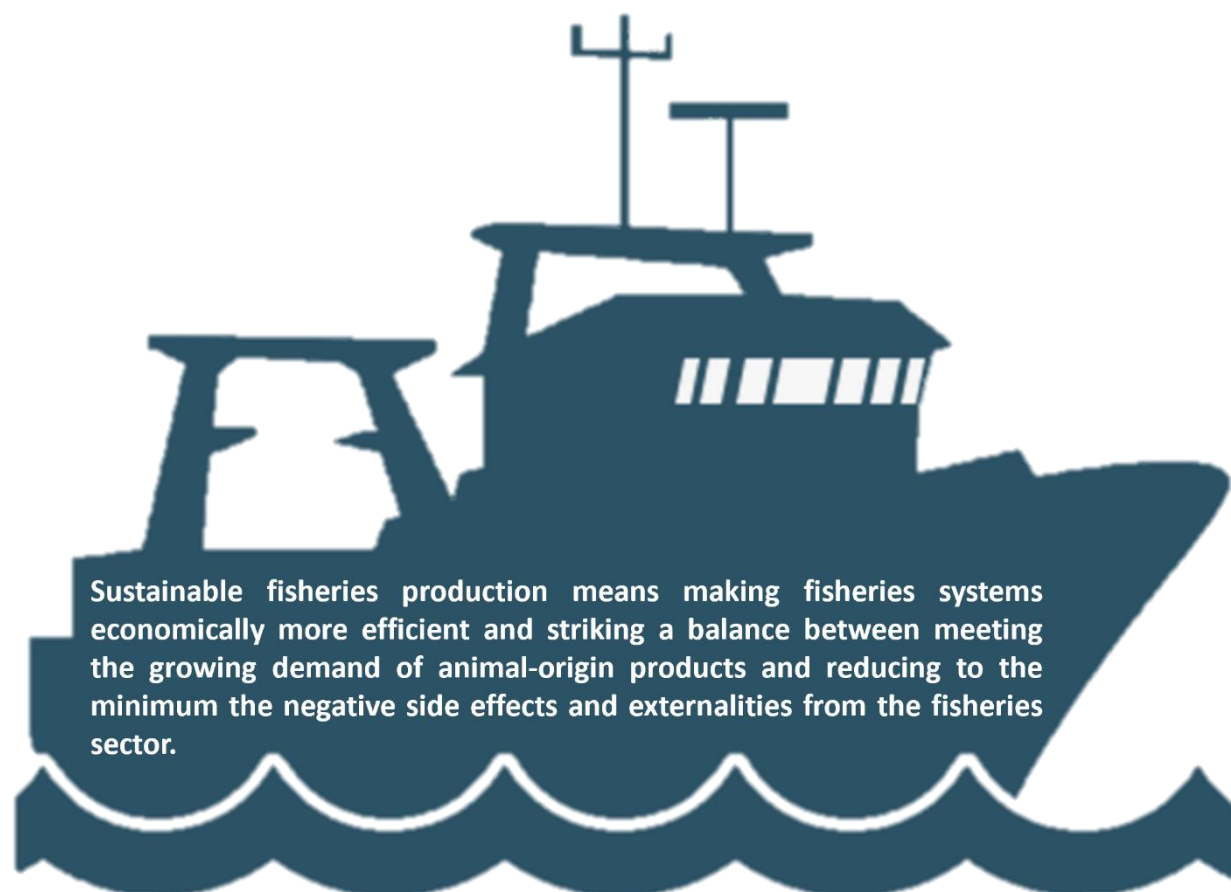 Sustainable fisheries production means making fisheries systems
economically more efficient and striking a balance between meeting
the growing demand of animal-origin products and reducing to the
minimum the negative side effects and externalities from the fisheries
sector.